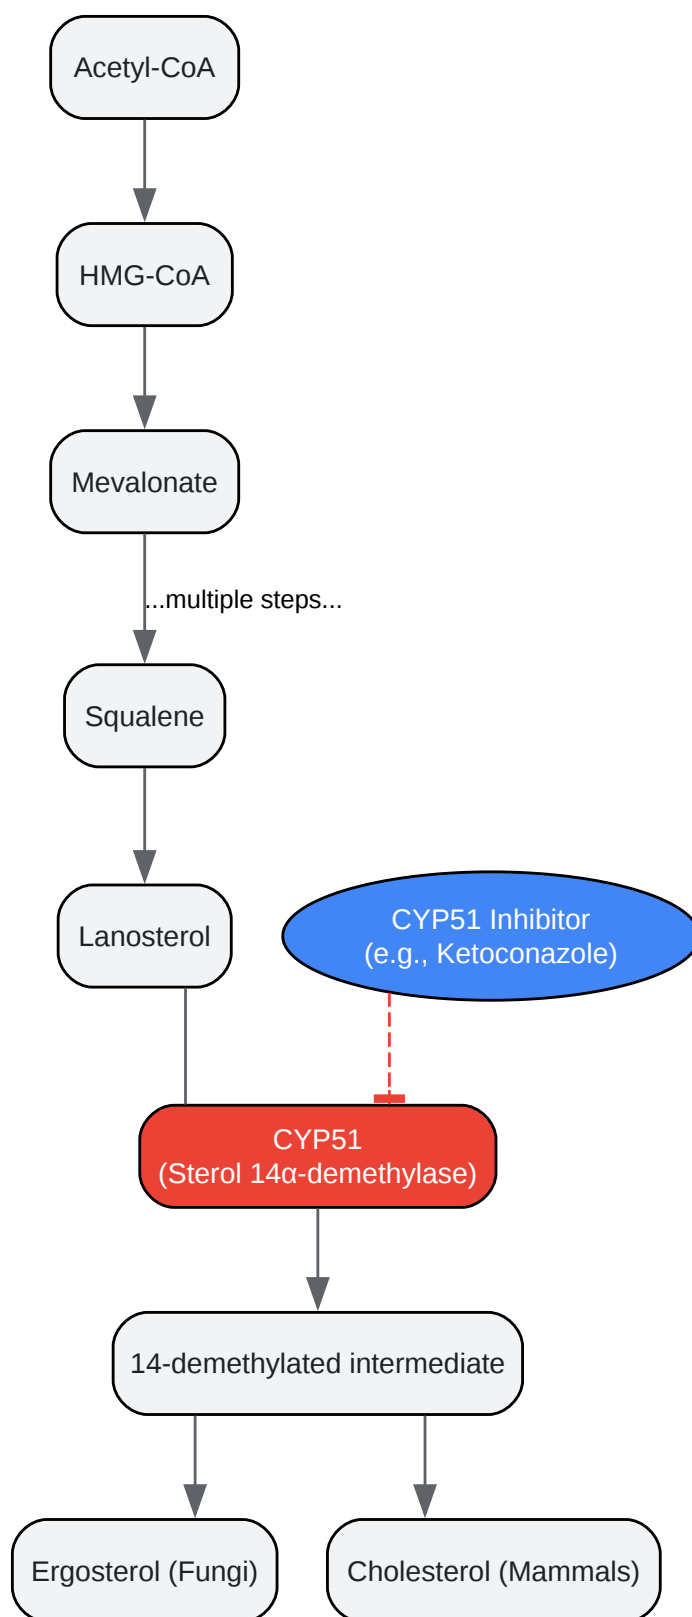 Acetyl-CoA
HMG-CoA
Mevalonate
...multiple steps...
Squalene
Lanosterol
CYP51 Inhibitor
(e.g., Ketoconazole)
CYP51
(Sterol 14α-demethylase)
14-demethylated intermediate
Ergosterol (Fungi)
Cholesterol (Mammals)